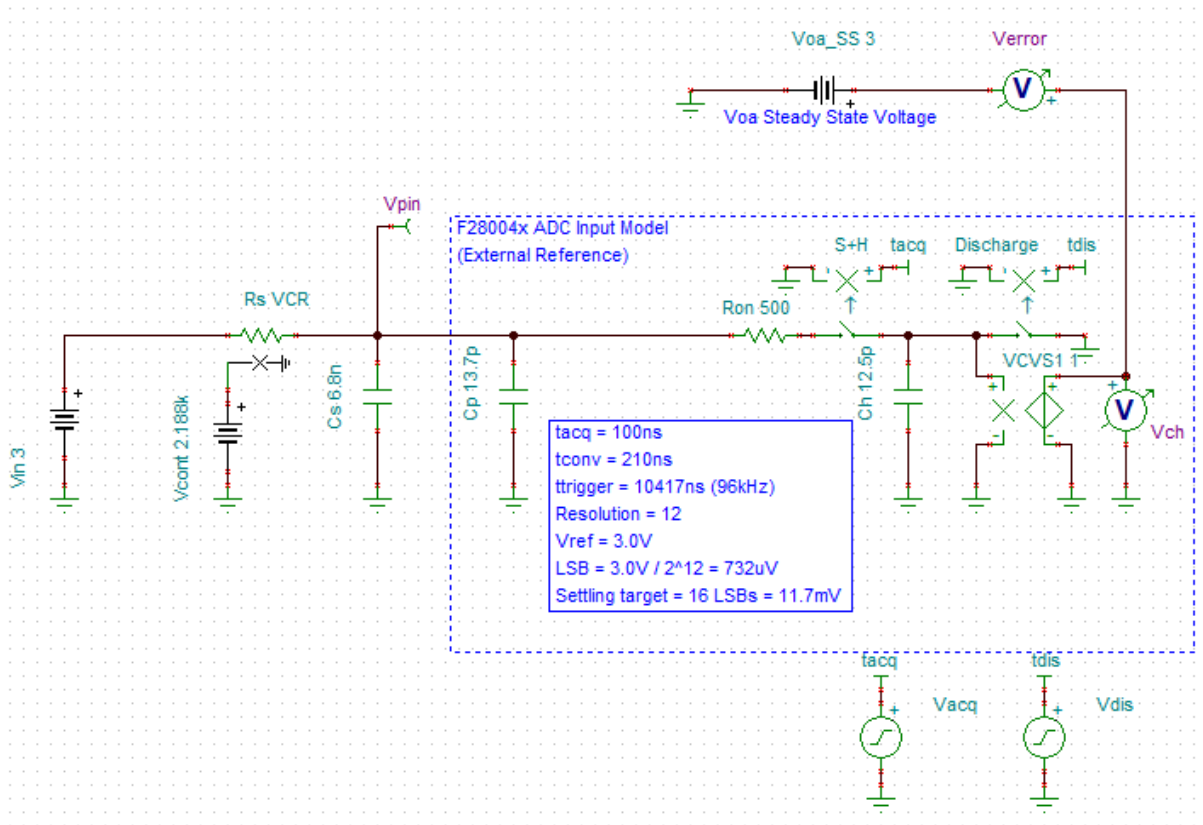 Voa_SS 3
Verror
V
+
+
Voa Steady State Voltage
Vpin
F28004x ADC Input Model
(External Reference)
S+H
tacq
Discharge
tdis
Rs VCR
Ron 500
VCVS1 1
Vin 3
Vcont 2.188k
Cs 6.8n
Cp 13.7p
Ch 12.5p
V
Vch
tacq = 100ns
tconv = 210ns
ttrigger = 10417ns (96kHz)
Resolution = 12
Vref = 3.0V
LSB = 3.0V / 2^12 = 732uV
Settling target = 16 LSBs = 11.7mV
tacq
tdis
Vacq
Vdis